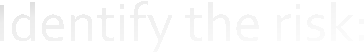 Identify the risk